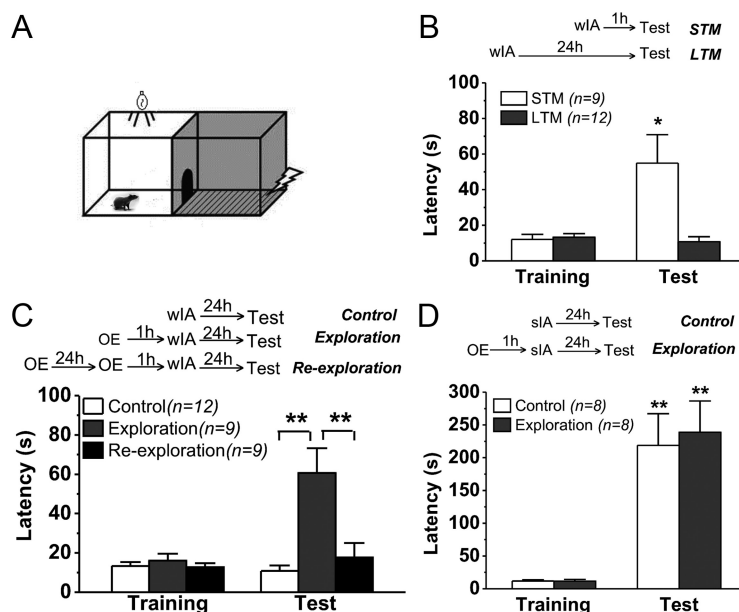 A
B
wIA 1h Test STM
wIA 24h Test LTM
100
80
60
40
20
0
Latency (s)
STM (n=9)
LTM (n=12)
*
Training Test
C
wIA 24h Test Control
OE 1h wIA 24h Test Exploration
OE 24h OE 1h wIA 24h Test Re-exploration
100
80
60
40
20
0
Latency (s)
Control(n=12)
Exploration(n=9)
Re-exploration(n=9)
** **
Training Test
D
sIA 24h Test Control
OE 1h sIA 24h Test Exploration
300
250
200
150
100
50
0
Latency (s)
Control (n=8)
Exploration (n=8)
** **
Training Test